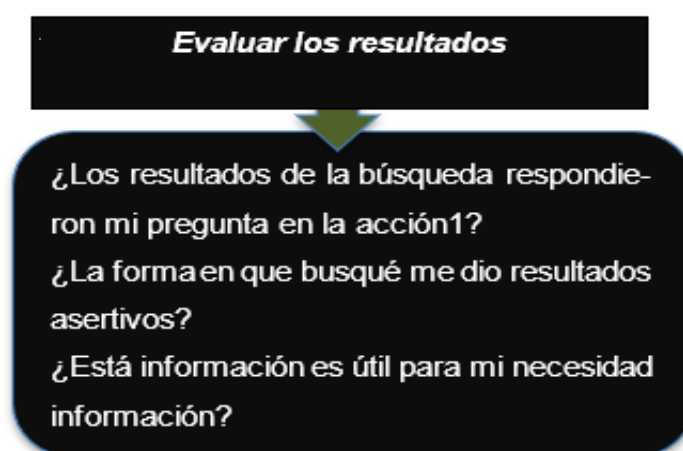 Evaluar los resultados
¿Los resultados de la búsqueda respondie-
ron mi pregunta en la acción1?
¿La forma en que busqué me dio resultados
asertivos?
¿Está información es útil para mi necesidad
información?